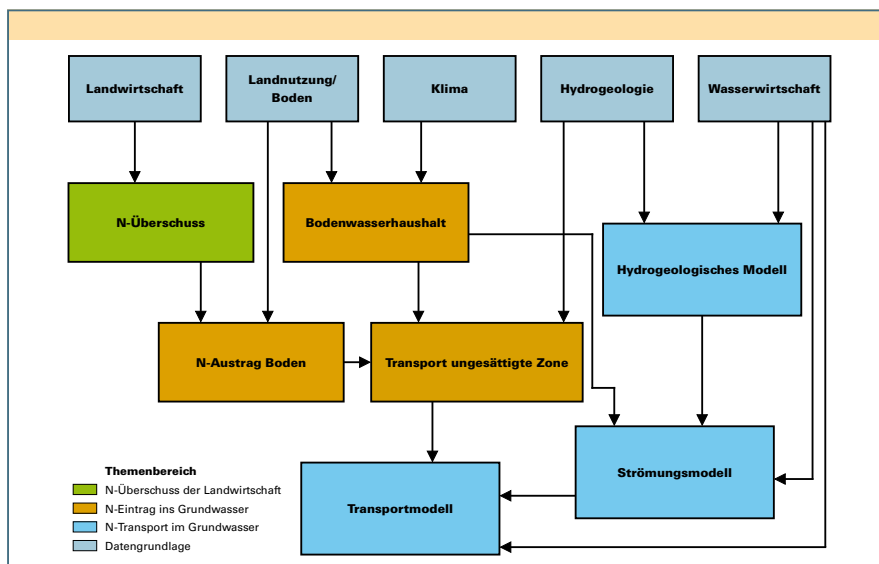 Landwirtschaft
Landnutzung/
Boden
Klima
Hydrogeologie
Wasserwirtschaft
N-Überschuss
Bodenwasserhaushalt
Hydrogeologisches Modell
N-Austrag Boden
Transport ungesättigte Zone
Strömungsmodell
Transportmodell
Themenbereich
N-Überschuss der Landwirtschaft
N-Eintrag ins Grundwasser
N-Transport im Grundwasser
Datengrundlage